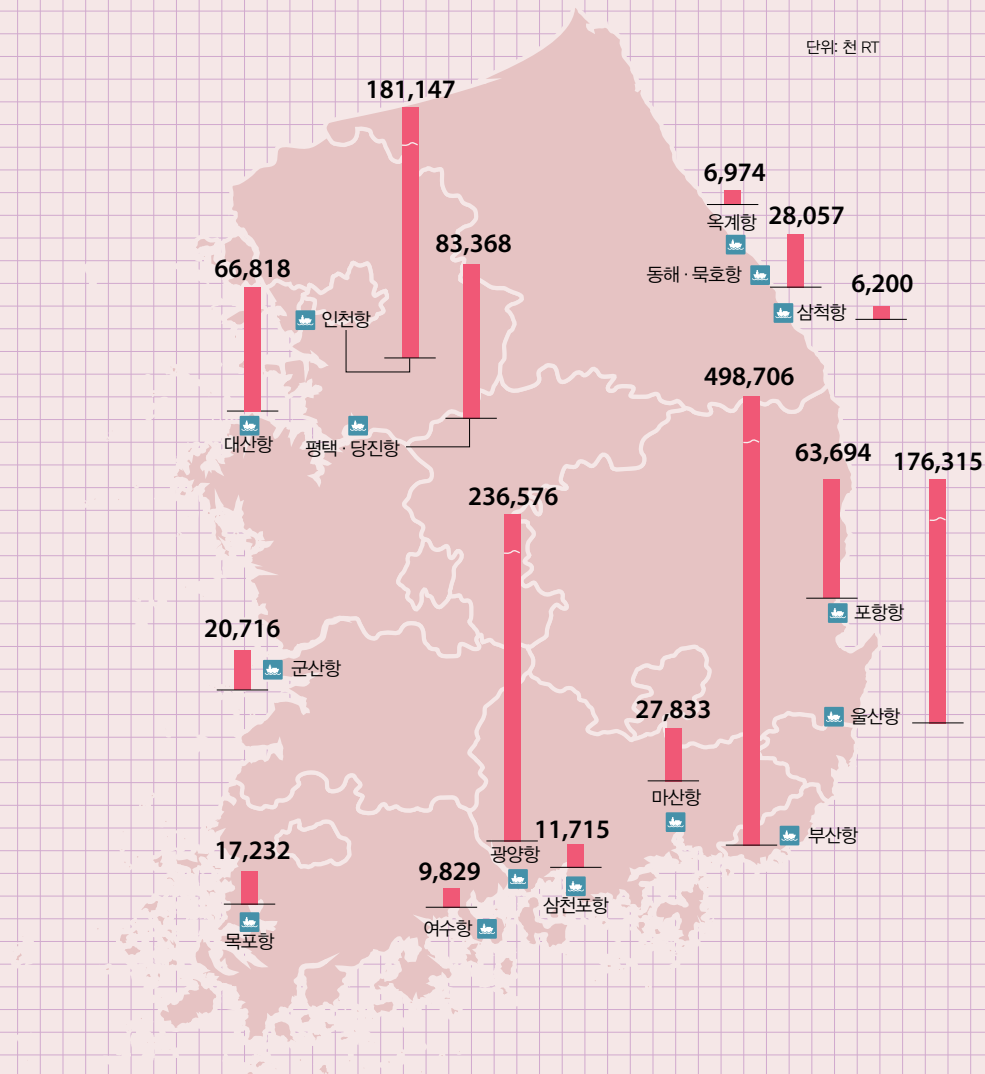 단위: 천 RT
181,147
6,974
옥계항
28,057
83,368
66,818
동해 · 묵호항
6,200
삼척항
인천항
498,706
대산항
평택 · 당진항
63,694
176,315
236,576
포항항
20,716
군산항
27,833
울산항
마산항
11,715
부산항
17,232
광양항
9,829
삼천포항
여수항
목포항